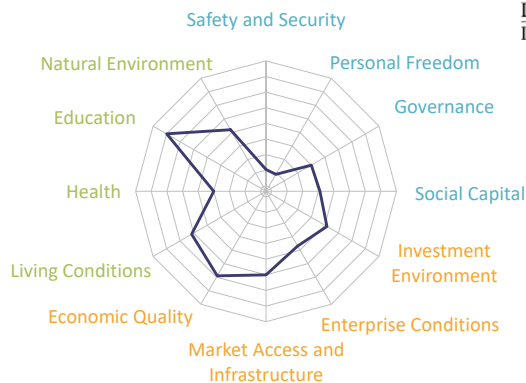 Safety and Security
Natural Environment
Personal Freedom
Education
Governance
Health
Social Capital
Investment
Environment
Living Conditions
Economic Quality
Enterprise Conditions
Market Access and
Infrastructure